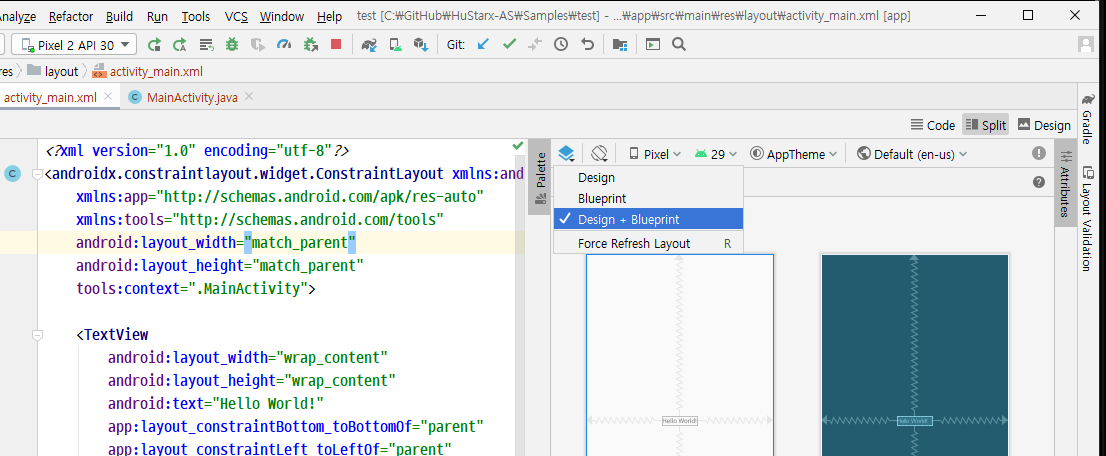 Analyze Refactor Build Run Tools VCS Window Help test [C:₩GitHub₩HuStarx-AS₩Samples₩test] - ...₩app₩src₩main₩res₩layout₩activity_main.xml [app]
Pixel 2 API 30 Git:
res layout activity_main.xml
activity_main.xml MainActivity.java
Code Split Design
<?xml version="1.0" encoding="utf-8"?>
<androidx.constraintlayout.widget.ConstraintLayout xmlns:and
xmlns:app="http://schemas.android.com/apk/res-auto"
xmlns:tools="http://schemas.android.com/tools"
android:layout_width="match_parent"
android:layout_height="match_parent"
tools:context=".MainActivity">
<TextView
android:layout_width="wrap_content"
android:layout_height="wrap_content"
android:text="Hello World!"
app:layout_constraintBottom_toBottomOf="parent"
app:layout_constraintLeft_toLeftOf="parent"
Palette
Pixel 29 AppTheme Default (en-us)
Design
Blueprint
Design + Blueprint
Force Refresh Layout R
Hello World!
Hello World!
Attributes
Gradle
Layout Validation